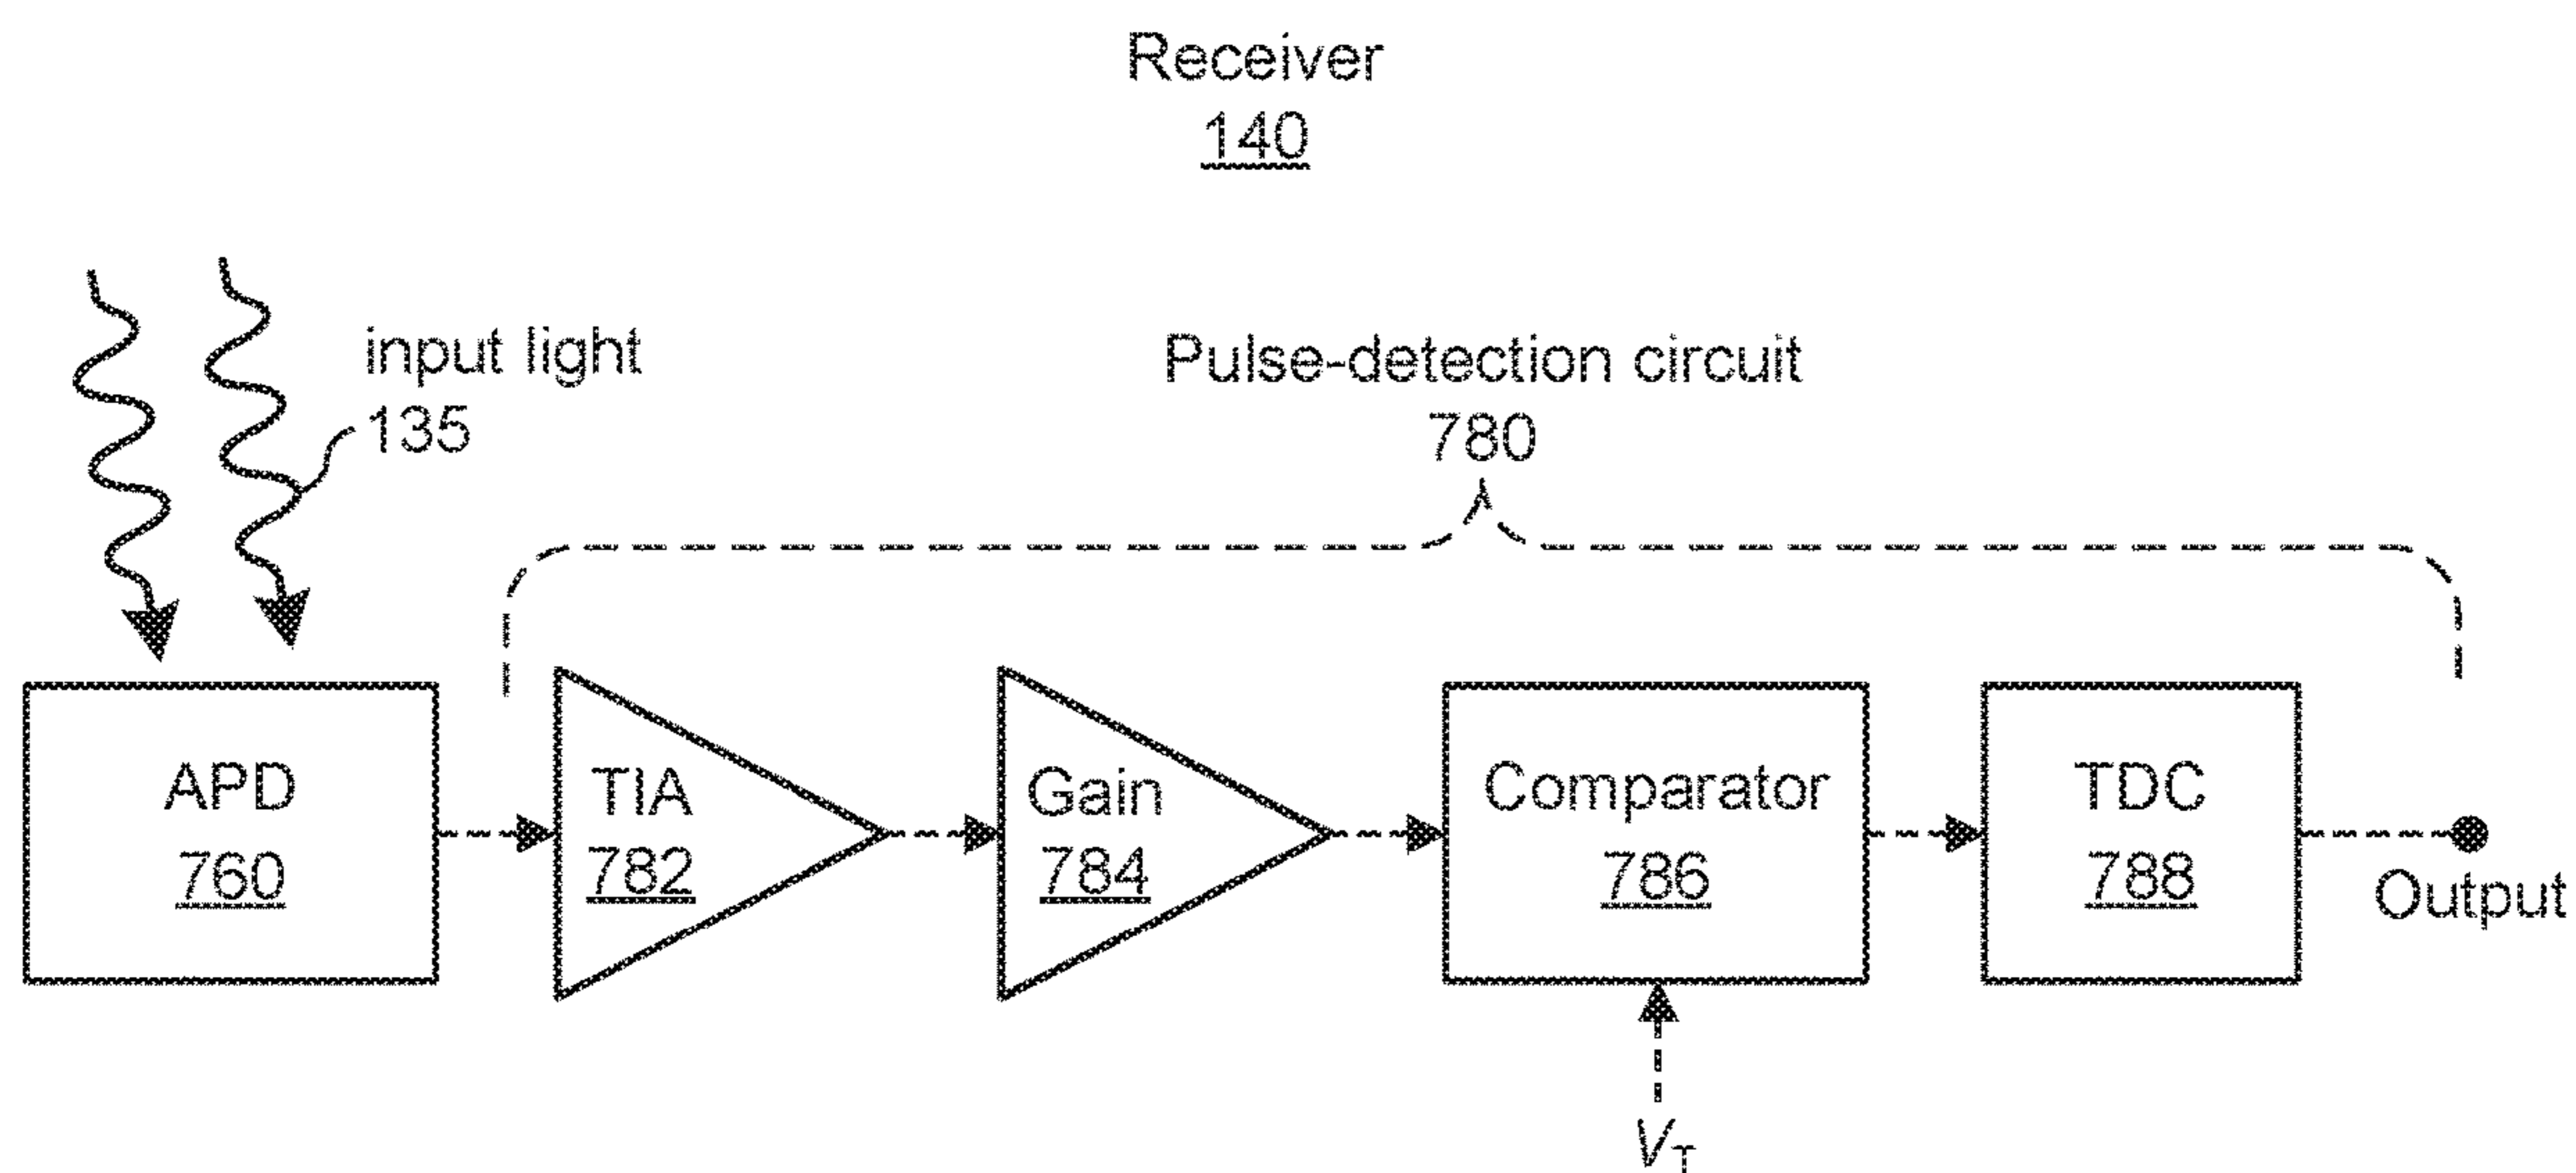 Receiver
140
input light
135
Pulse-detection circuit
780
APD
760
TIA
782
Gain
784
Comparator
786
TDC
788
Output
VT